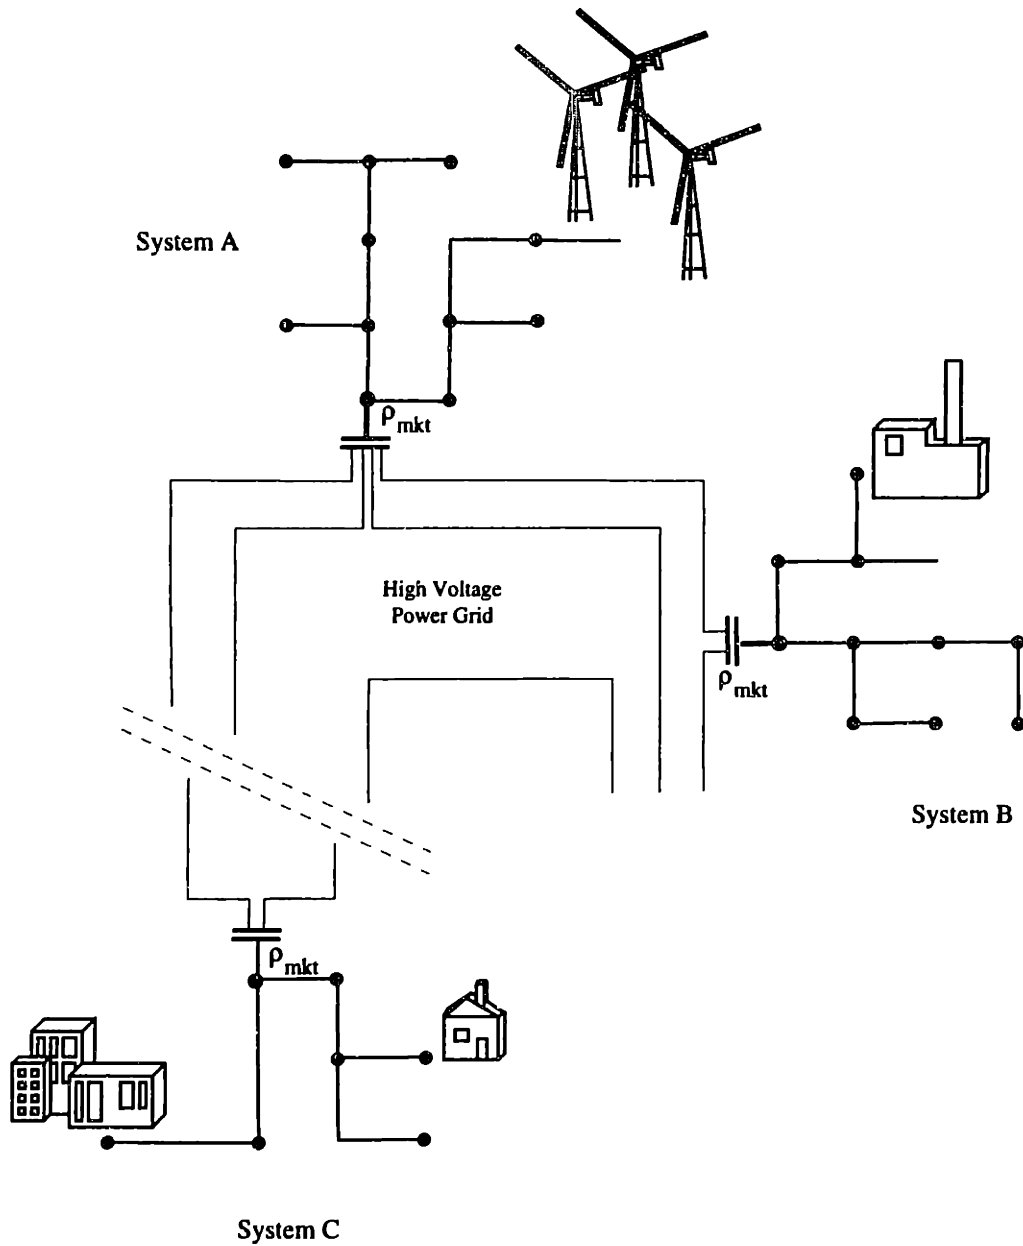 System A
ρmkt
High Voltage
Power Grid
ρmkt
System B
ρmkt
System C